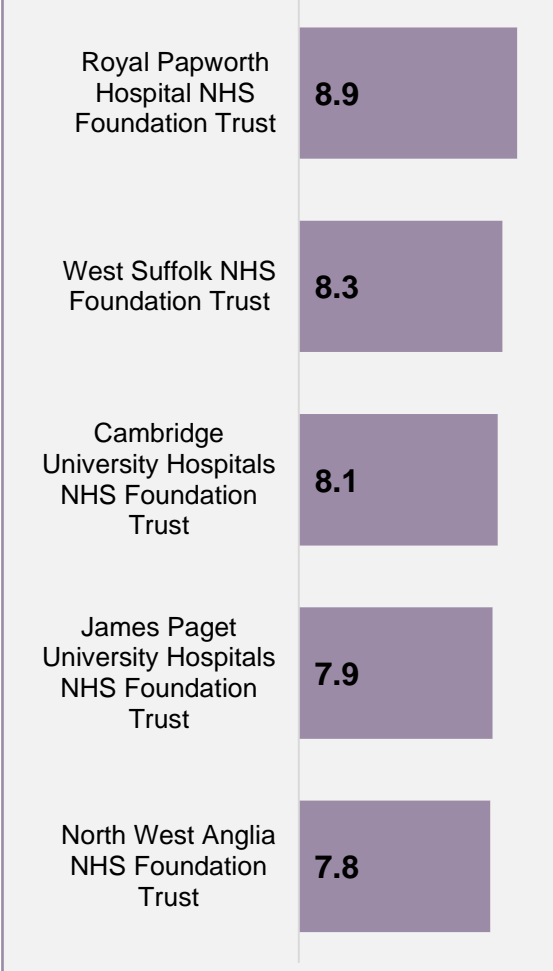 Royal Papworth
Hospital NHS
Foundation Trust
8.9
West Suffolk NHS
Foundation Trust
8.3
Cambridge
University Hospitals
NHS Foundation
Trust
8.1
James Paget
University Hospitals
NHS Foundation
Trust
7.9
North West Anglia
NHS Foundation
Trust
7.8